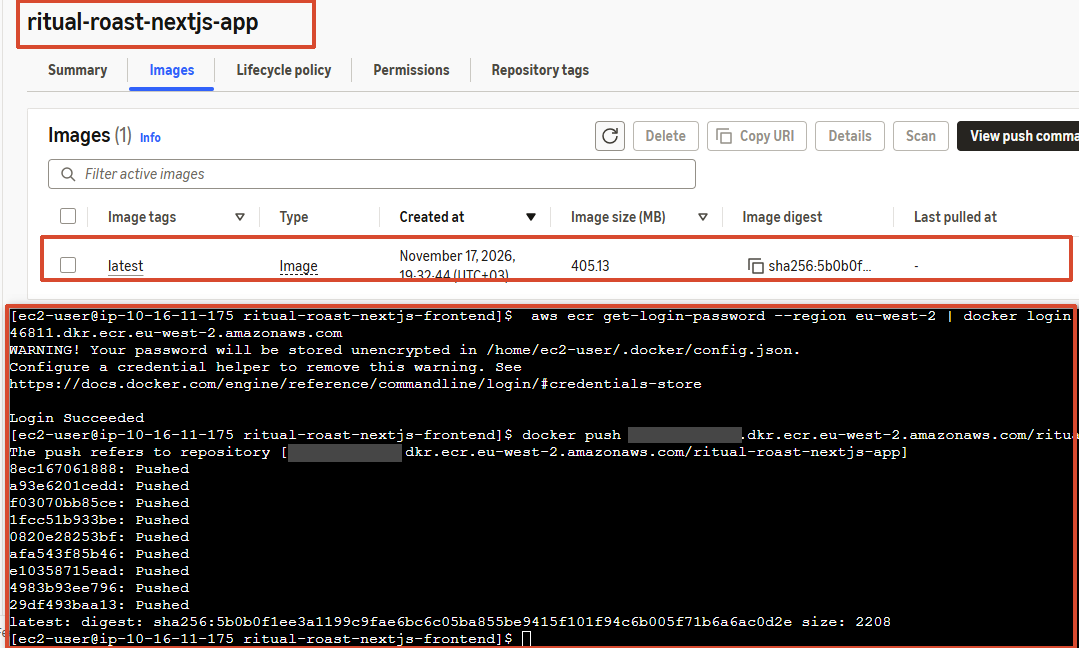 ritual-roast-nextjs-app
Summary Images Lifecycle policy Permissions Repository tags
Images (1) Info Delete Copy URI Details Scan View push comma
Filter active images
Image tags Type Created at Image size (MB) Image digest Last pulled at
latest Image November 17, 2026, 405.13 sha256:5b0b0f... -
19:32:44 (UTC+03)
[ec2-user@ip-10-16-11-175 ritual-roast-nextjs-frontend]$  aws ecr get-login-password --region eu-west-2 | docker login
46811.dkr.ecr.eu-west-2.amazonaws.com
WARNING! Your password will be stored unencrypted in /home/ec2-user/.docker/config.json.
Configure a credential helper to remove this warning. See
https://docs.docker.com/engine/reference/commandline/login/#credentials-store
Login Succeeded
[ec2-user@ip-10-16-11-175 ritual-roast-nextjs-frontend]$ docker push .dkr.ecr.eu-west-2.amazonaws.com/ritua
The push refers to repository [ dkr.ecr.eu-west-2.amazonaws.com/ritual-roast-nextjs-app]
8ec167061888: Pushed
a93e6201cedd: Pushed
f03070bb85ce: Pushed
1fcc51b933be: Pushed
0820e28253bf: Pushed
afa543f85b46: Pushed
e10358715ead: Pushed
4983b93ee796: Pushed
29df493baa13: Pushed
latest: digest: sha256:5b0b0f1ee3a1199c9fae6bc6c05ba855be9415f101f94c6b005f71b6a6ac0d2e size: 2208
[ec2-user@ip-10-16-11-175 ritual-roast-nextjs-frontend]$